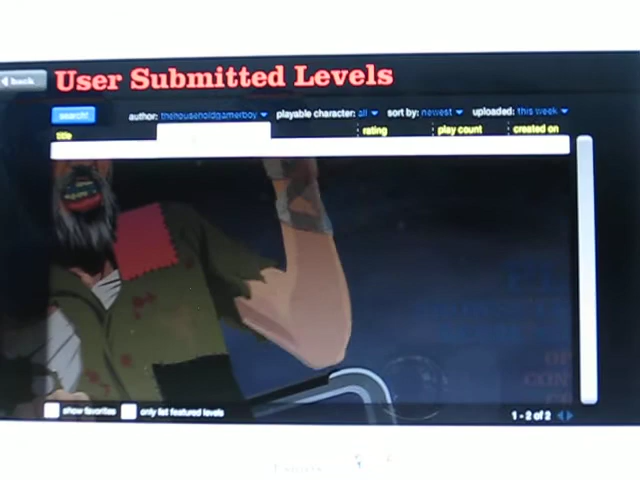 back
User Submitted Levels
search!
author: thehouseholdgamerboy playable character: all sort by: newest uploaded: this week
title rating play count created on
show favorites only list featured levels 1 - 2 of 2